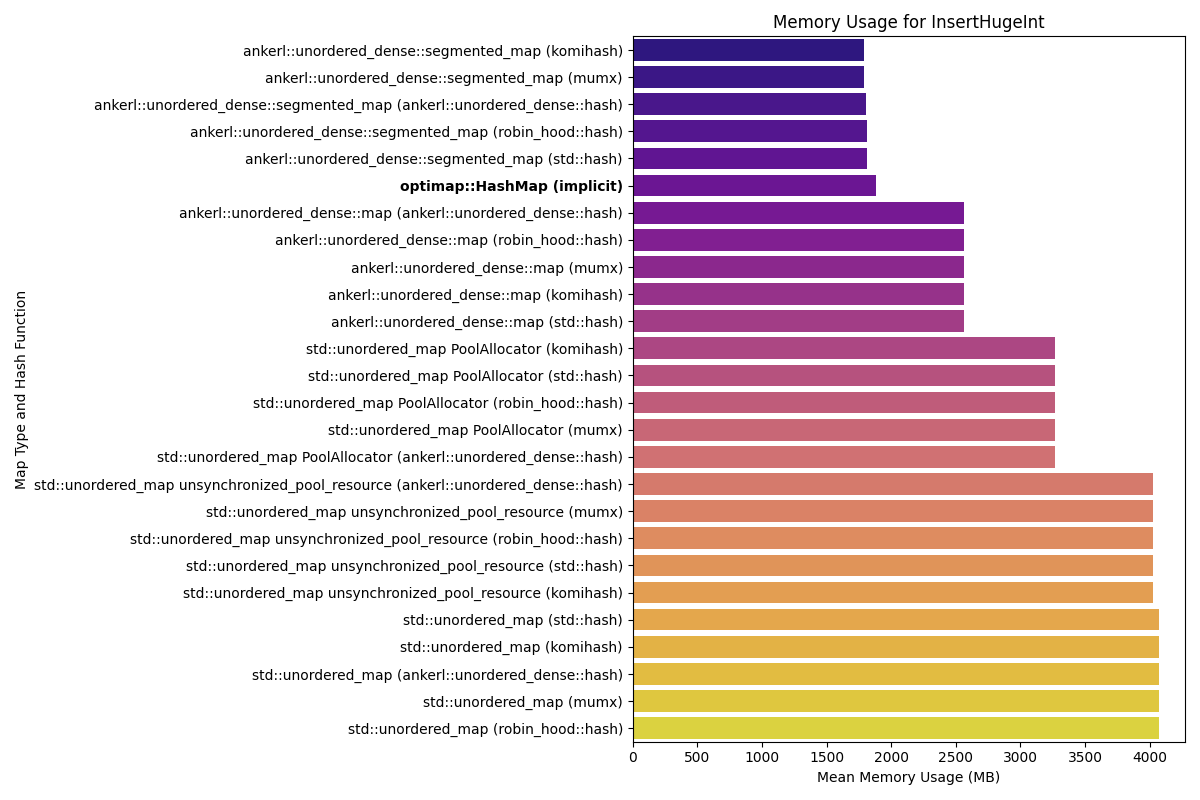 Memory Usage for InsertHugeInt
Map Type and Hash Function
ankerl::unordered_dense::segmented_map (komihash)
ankerl::unordered_dense::segmented_map (mumx)
ankerl::unordered_dense::segmented_map (ankerl::unordered_dense::hash)
ankerl::unordered_dense::segmented_map (robin_hood::hash)
ankerl::unordered_dense::segmented_map (std::hash)
optimap::HashMap (implicit)
ankerl::unordered_dense::map (ankerl::unordered_dense::hash)
ankerl::unordered_dense::map (robin_hood::hash)
ankerl::unordered_dense::map (mumx)
ankerl::unordered_dense::map (komihash)
ankerl::unordered_dense::map (std::hash)
std::unordered_map PoolAllocator (komihash)
std::unordered_map PoolAllocator (std::hash)
std::unordered_map PoolAllocator (robin_hood::hash)
std::unordered_map PoolAllocator (mumx)
std::unordered_map PoolAllocator (ankerl::unordered_dense::hash)
std::unordered_map unsynchronized_pool_resource (ankerl::unordered_dense::hash)
std::unordered_map unsynchronized_pool_resource (mumx)
std::unordered_map unsynchronized_pool_resource (robin_hood::hash)
std::unordered_map unsynchronized_pool_resource (std::hash)
std::unordered_map unsynchronized_pool_resource (komihash)
std::unordered_map (std::hash)
std::unordered_map (komihash)
std::unordered_map (ankerl::unordered_dense::hash)
std::unordered_map (mumx)
std::unordered_map (robin_hood::hash)
0 500 1000 1500 2000 2500 3000 3500 4000
Mean Memory Usage (MB)